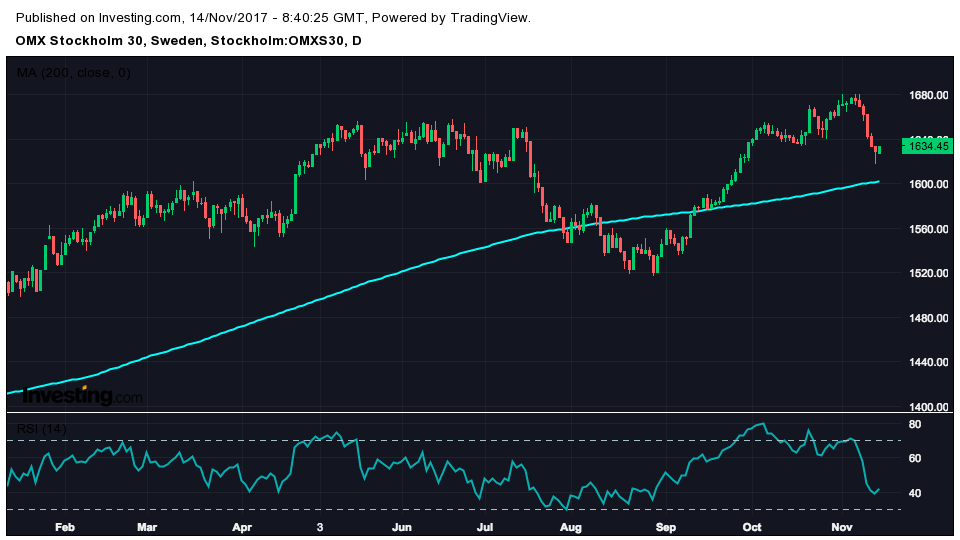 Published on Investing.com, 14/Nov/2017 - 8:40:25 GMT, Powered by TradingView.
OMX Stockholm 30, Sweden, Stockholm:OMXS30, D
MA (200, close, 0)
1680.00
1634.45
1600.00
1560.00
1520.00
1480.00
1440.00
1400.00
Investing.com
RSI (14)
80
60
40
Feb Mar Apr 3 Jun Jul Aug Sep Oct Nov